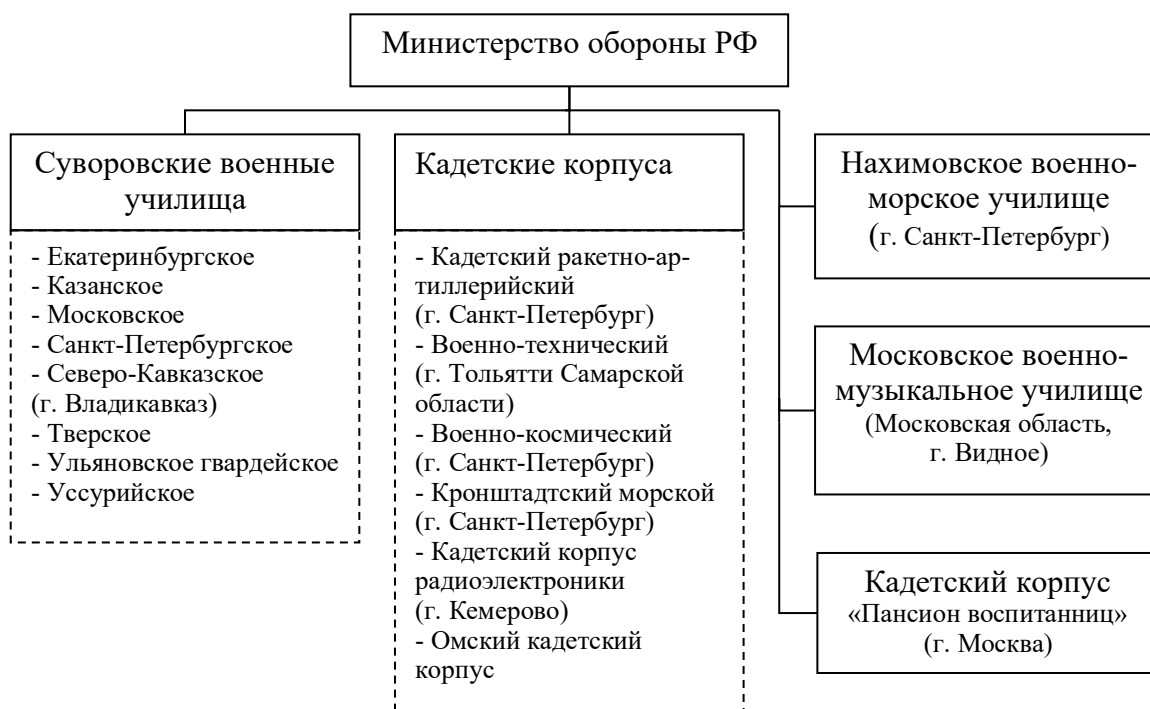 Министерство обороны РФ
Суворовские военные
училища
- Екатеринбургское
- Казанское
- Московское
- Санкт-Петербургское
- Северо-Кавказское
(г. Владикавказ)
- Тверское
- Ульяновское гвардейское
- Уссурийское
Кадетские корпуса
- Кадетский ракетно-ар-
тиллерийский
(г. Санкт-Петербург)
- Военно-технический
(г. Тольятти Самарской
области)
- Военно-космический
(г. Санкт-Петербург)
- Кронштадтский морской
(г. Санкт-Петербург)
- Кадетский корпус
радиоэлектроники
(г. Кемерово)
- Омский кадетский
корпус
Нахимовское военно-
морское училище
(г. Санкт-Петербург)
Московское военно-
музыкальное училище
(Московская область,
г. Видное)
Кадетский корпус
«Пансион воспитанниц»
(г. Москва)